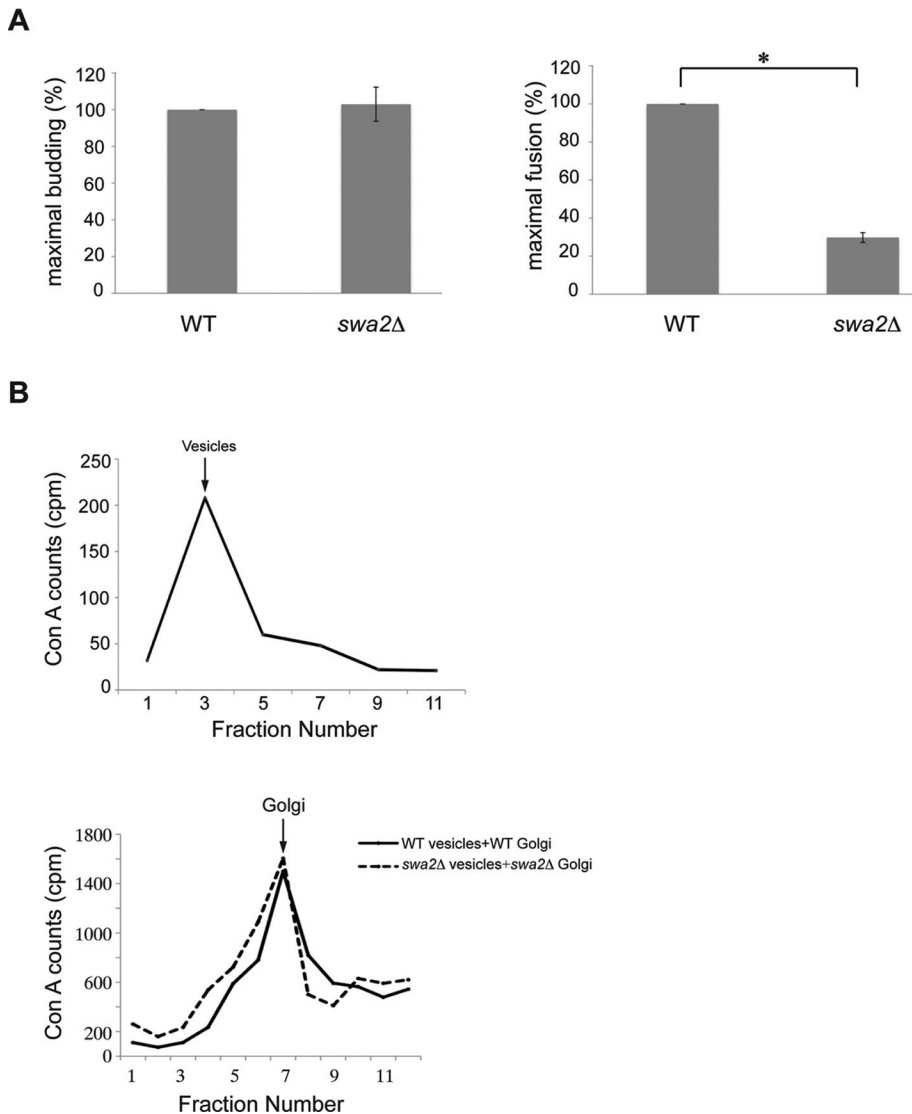 A
maximal budding (%)
120
100
80
60
40
20
0
WT
swa2Δ
maximal fusion (%)
120
100
80
60
40
20
0
*
WT
swa2Δ
B
Vesicles
Con A counts (cpm)
250
200
150
100
50
0
1 3 5 7 9 11
Fraction Number
Golgi
Con A counts (cpm)
1800
1400
1000
600
200
0
WT vesicles+WT Golgi
swa2Δ vesicles+swa2Δ Golgi
1 3 5 7 9 11
Fraction Number